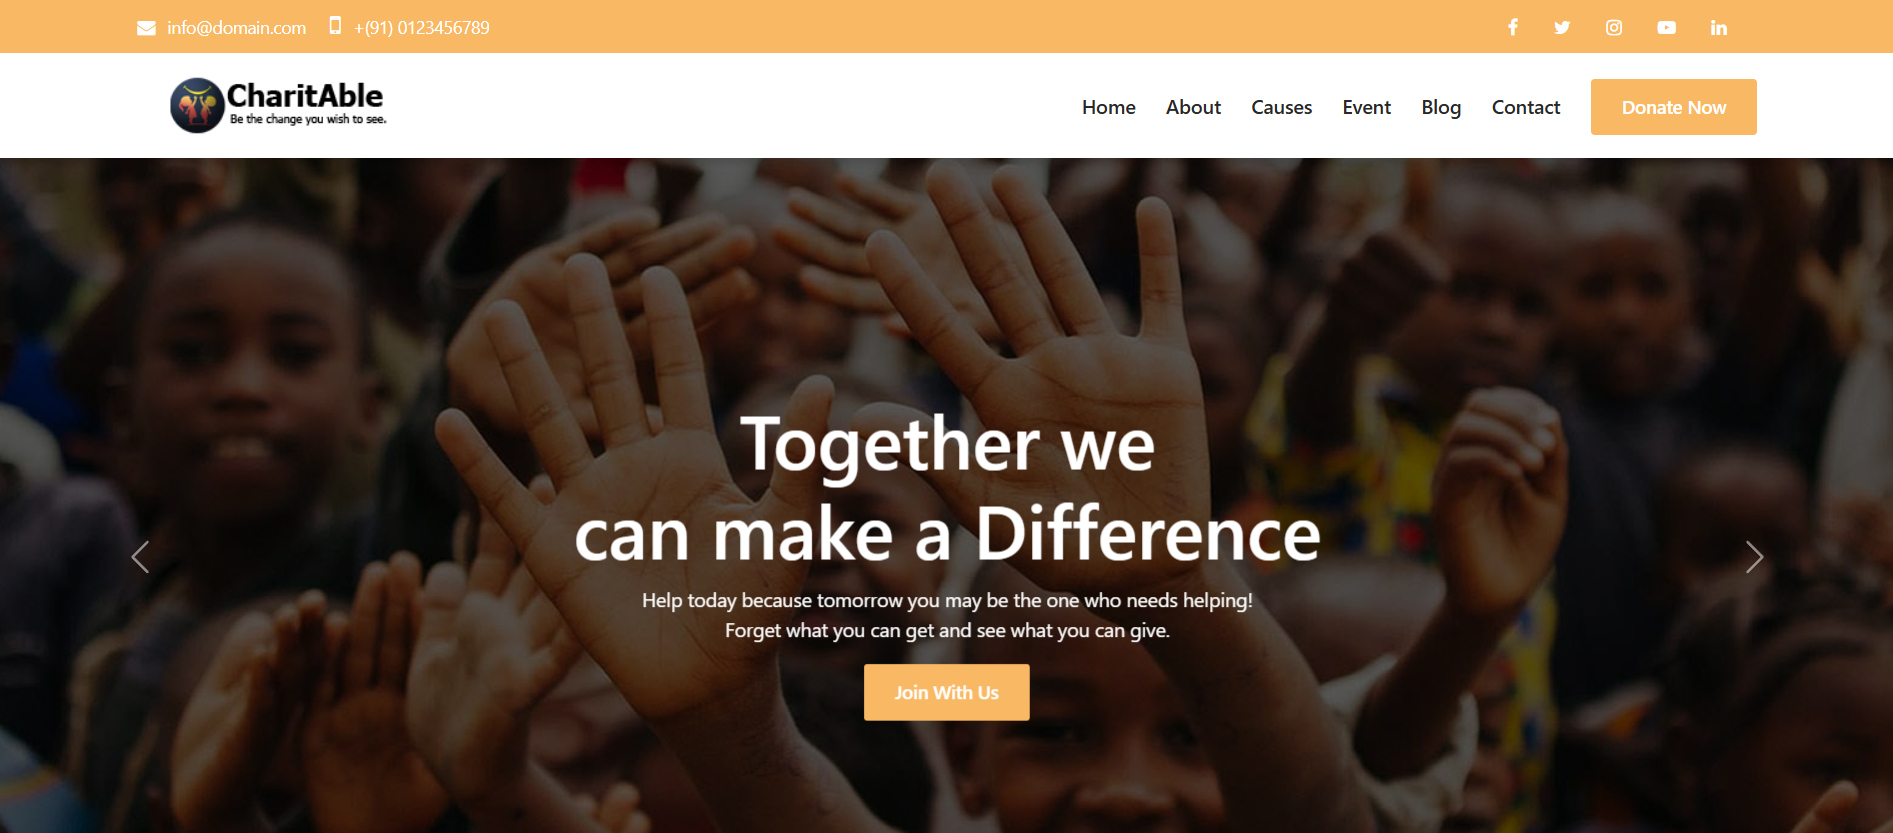 info@domain.com +(91) 0123456789
CharitAble
Be the change you wish to see.
Home About Causes Event Blog Contact Donate Now
Together we
can make a Difference
Help today because tomorrow you may be the one who needs helping!
Forget what you can get and see what you can give.
Join With Us